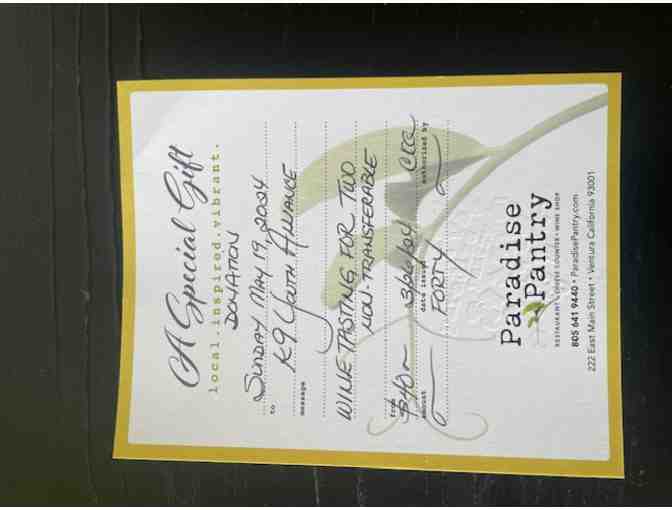 A Special Gift
local.inspired.vibrant.
DONATION
SUNDAY MAY 19, 2024
to
K9 YOUTH ALLIANCE
message
WINE TASTING FOR TWO
NON-TRANSFERABLE
from
$40
date issued
authorized by
amount
FORTY
Paradise
Pantry
RESTAURANT • CHEESE COUNTER • WINE SHOP
805 641 9440 • ParadisePantry.com
222 East Main Street • Ventura California 93001